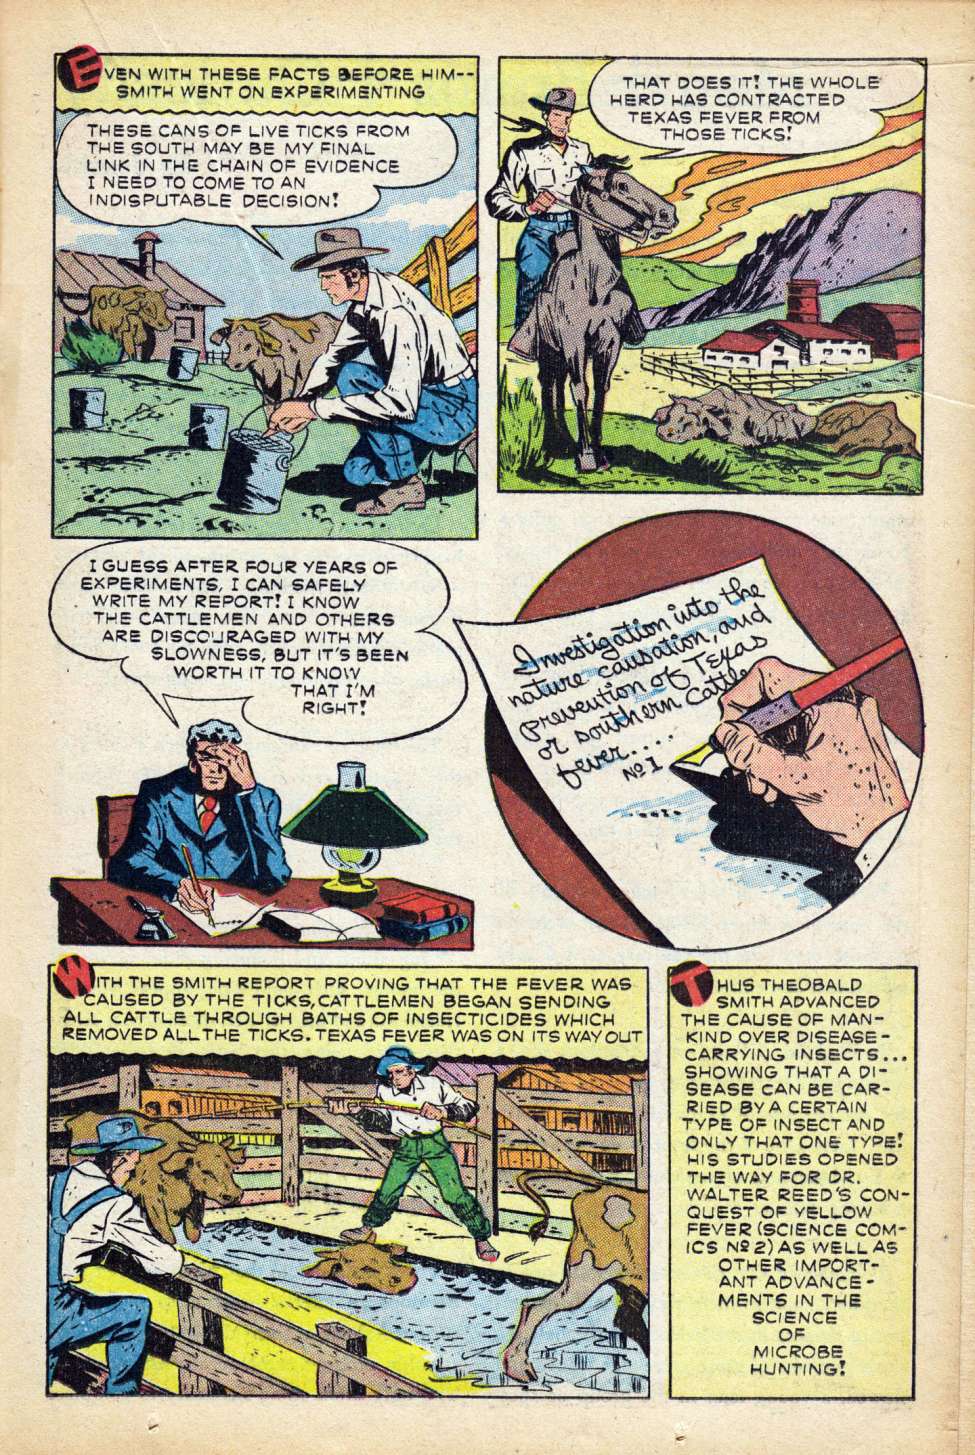 EVEN WITH THESE FACTS BEFORE HIM--
SMITH WENT ON EXPERIMENTING
THESE CANS OF LIVE TICKS FROM
THE SOUTH MAY BE MY FINAL
LINK IN THE CHAIN OF EVIDENCE
I NEED TO COME TO AN
INDISPUTABLE DECISION!
THAT DOES IT! THE WHOLE
HERD HAS CONTRACTED
TEXAS FEVER FROM
THOSE TICKS!
I GUESS AFTER FOUR YEARS OF
EXPERIMENTS, I CAN SAFELY
WRITE MY REPORT! I KNOW
THE CATTLEMEN AND OTHERS
ARE DISCOURAGED WITH MY
SLOWNESS, BUT IT'S BEEN
WORTH IT TO KNOW
THAT I'M
RIGHT!
Investigation into the
nature causation, and
prevention of Texas
or southern Cattle
fever....
Nº 1
WITH THE SMITH REPORT PROVING THAT THE FEVER WAS
CAUSED BY THE TICKS, CATTLEMEN BEGAN SENDING
ALL CATTLE THROUGH BATHS OF INSECTICIDES WHICH
REMOVED ALL THE TICKS. TEXAS FEVER WAS ON ITS WAY OUT
THUS THEOBALD
SMITH ADVANCED
THE CAUSE OF MAN-
KIND OVER DISEASE-
CARRYING INSECTS...
SHOWING THAT A DI-
SEASE CAN BE CAR-
RIED BY A CERTAIN
TYPE OF INSECT AND
ONLY THAT ONE TYPE!
HIS STUDIES OPENED
THE WAY FOR DR.
WALTER REED'S CON-
QUEST OF YELLOW
FEVER (SCIENCE COM-
ICS Nº 2) AS WELL AS
OTHER IMPORT-
ANT ADVANCE-
MENTS IN THE
SCIENCE
OF
MICROBE
HUNTING!